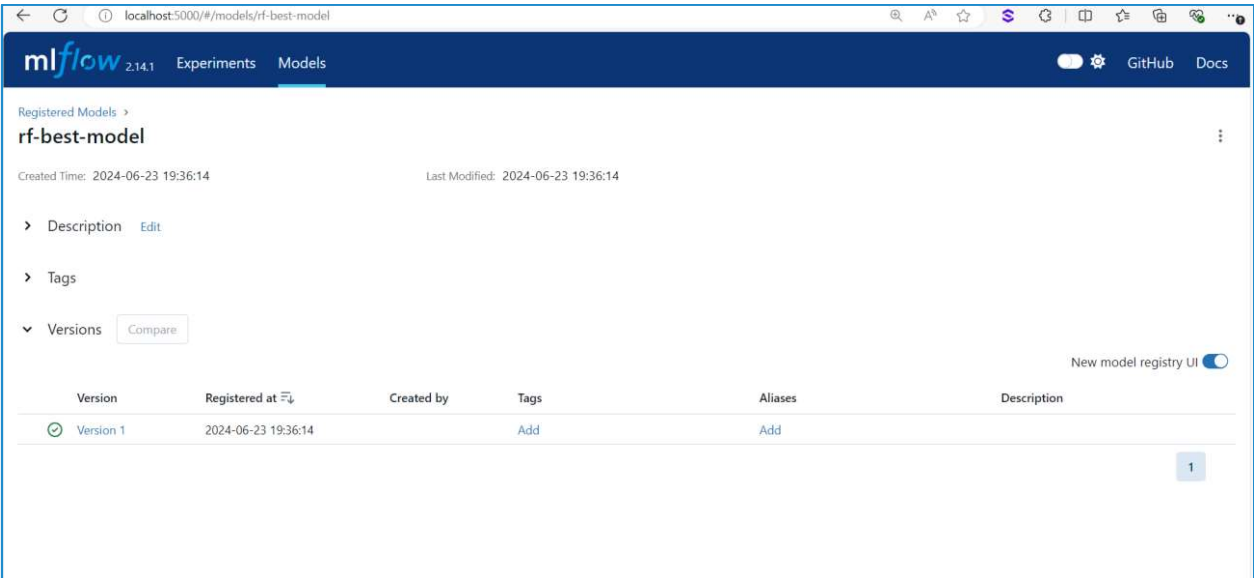 localhost:5000/#/models/rf-best-model
mlflow 2.14.1 Experiments Models GitHub Docs
Registered Models >
rf-best-model
Created Time: 2024-06-23 19:36:14 Last Modified: 2024-06-23 19:36:14
Description Edit
Tags
Versions Compare
New model registry UI
Version Registered at Created by Tags Aliases Description
Version 1 2024-06-23 19:36:14 Add Add
1